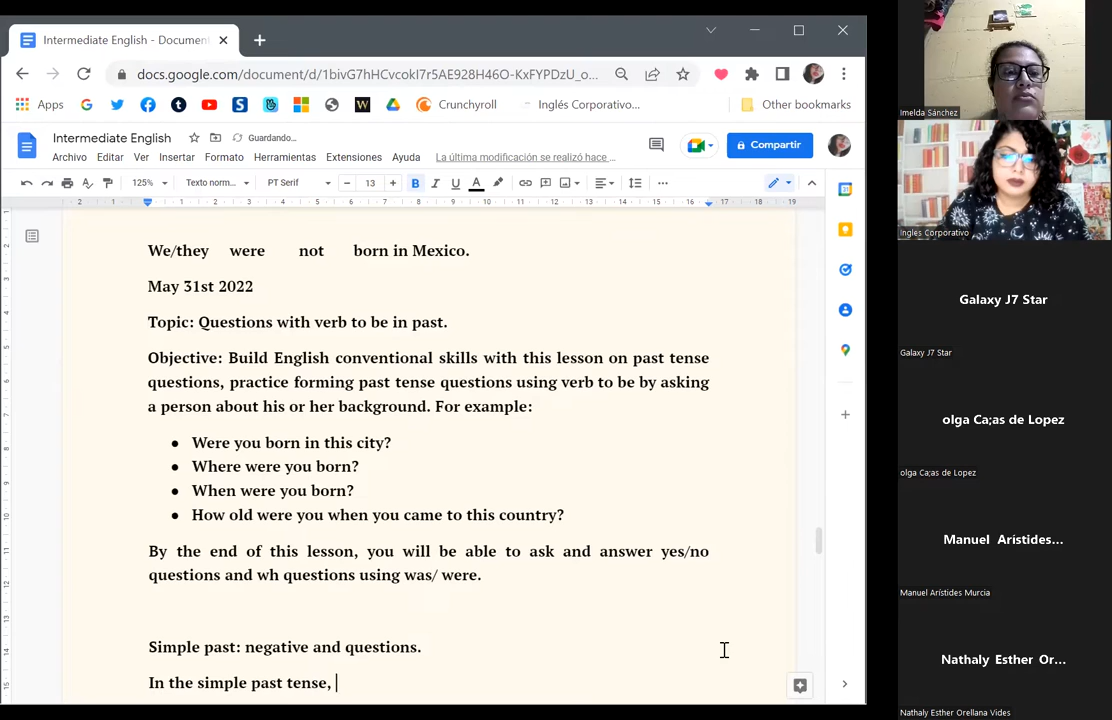 Intermediate English - Documen
docs.google.com/document/d/1bivG7hHCvcokI7r5AE928H46O-KxFYPDzU_o...
Apps
Crunchyroll
Inglés Corporativo...
Other bookmarks
Intermediate English
Guardando...
Compartir
Archivo Editar Ver Insertar Formato Herramientas Extensiones Ayuda La última modificación se realizó hace ...
125% Texto norm... PT Serif 13
We/they were not born in Mexico.
May 31st 2022
Topic: Questions with verb to be in past.
Objective: Build English conventional skills with this lesson on past tense
questions, practice forming past tense questions using verb to be by asking
a person about his or her background. For example:
● Were you born in this city?
● Where were you born?
● When were you born?
● How old were you when you came to this country?
By the end of this lesson, you will be able to ask and answer yes/no
questions and wh questions using was/ were.
Simple past: negative and questions.
In the simple past tense,
Imelda Sánchez
Inglés Corporativo
Galaxy J7 Star
Galaxy J7 Star
olga Ca;as de Lopez
olga Ca;as de Lopez
Manuel Aristides...
Manuel Arístides Murcia
Nathaly Esther Or...
Nathaly Esther Orellana Vides